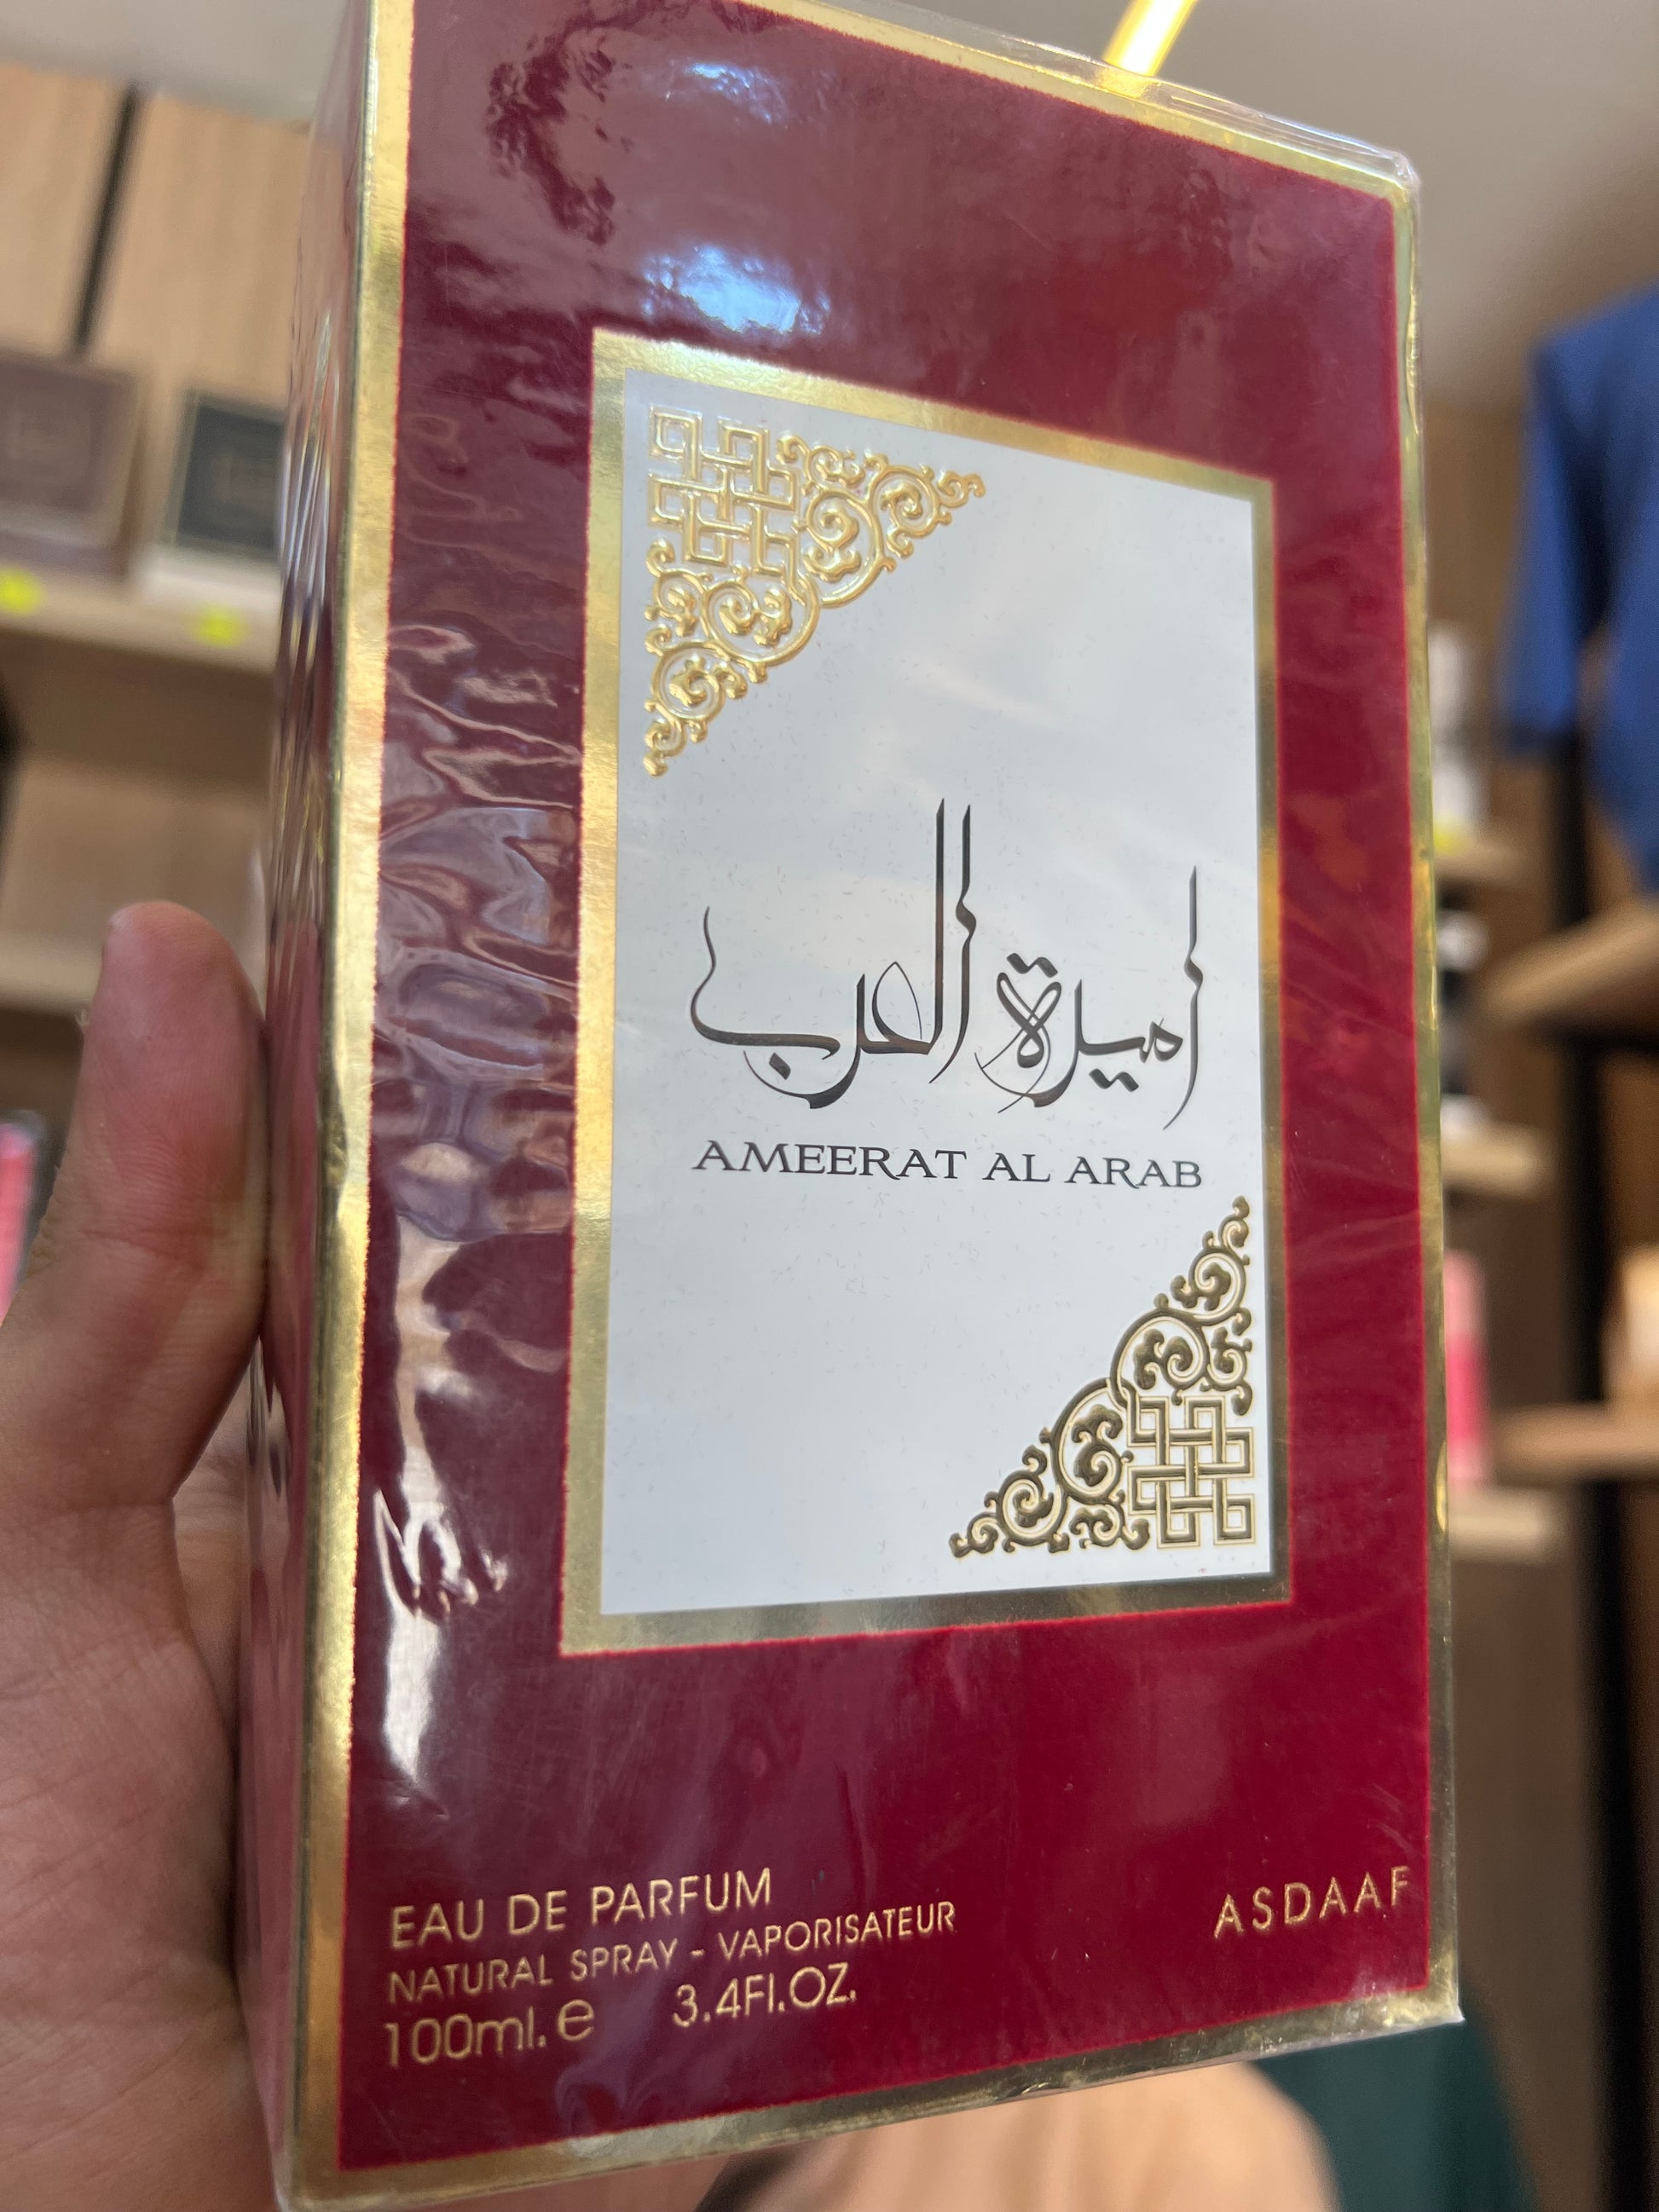 اميرة العرب
AMEERAT AL ARAB
EAU DE PARFUM
NATURAL SPRAY - VAPORISATEUR
100ml. e 3.4Fl.OZ.
ASDAAF